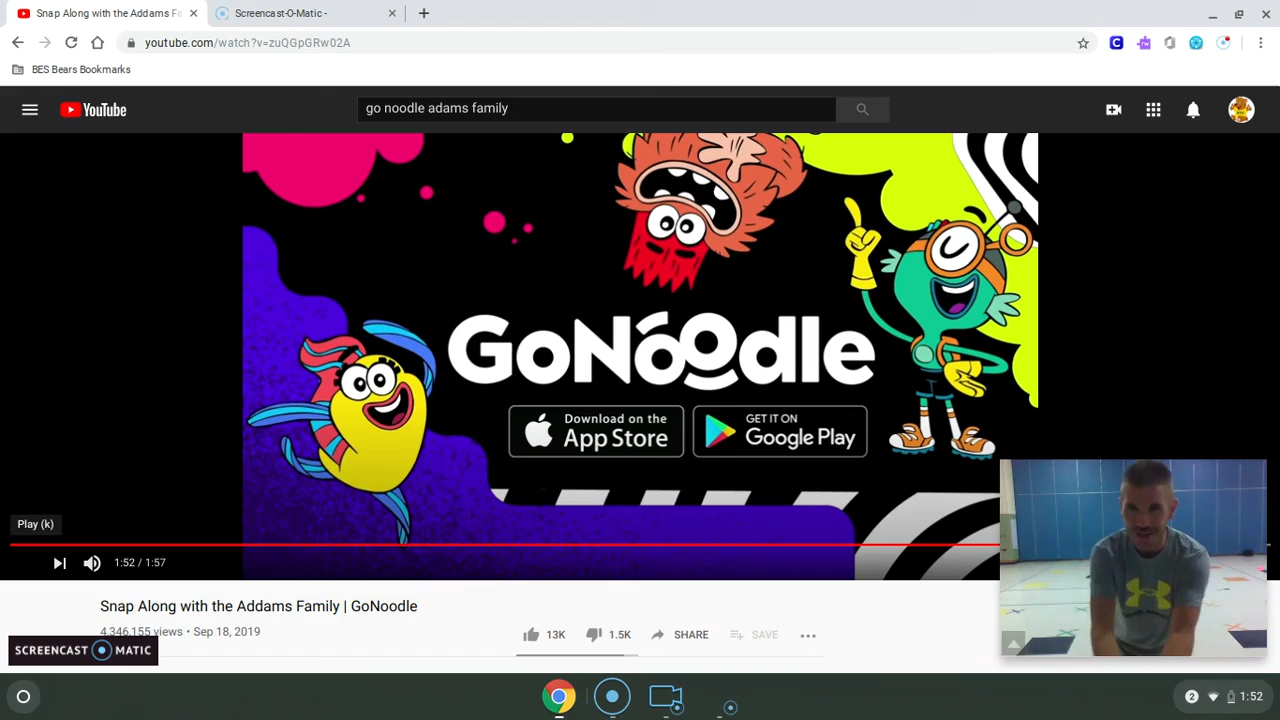 Snap Along with the Addams Fa
Screencast-O-Matic -
youtube.com/watch?v=zuQGpGRw02A
rw
BES Bears Bookmarks
YouTube
go noodle adams family
GoNoodle
Download on the
App Store
GET IT ON
Google Play
Play (k)
1:52 / 1:57
Snap Along with the Addams Family | GoNoodle
4,346,155 views • Sep 18, 2019
13K
1.5K
SHARE
SAVE
SCREENCAST MATIC
2
1:52